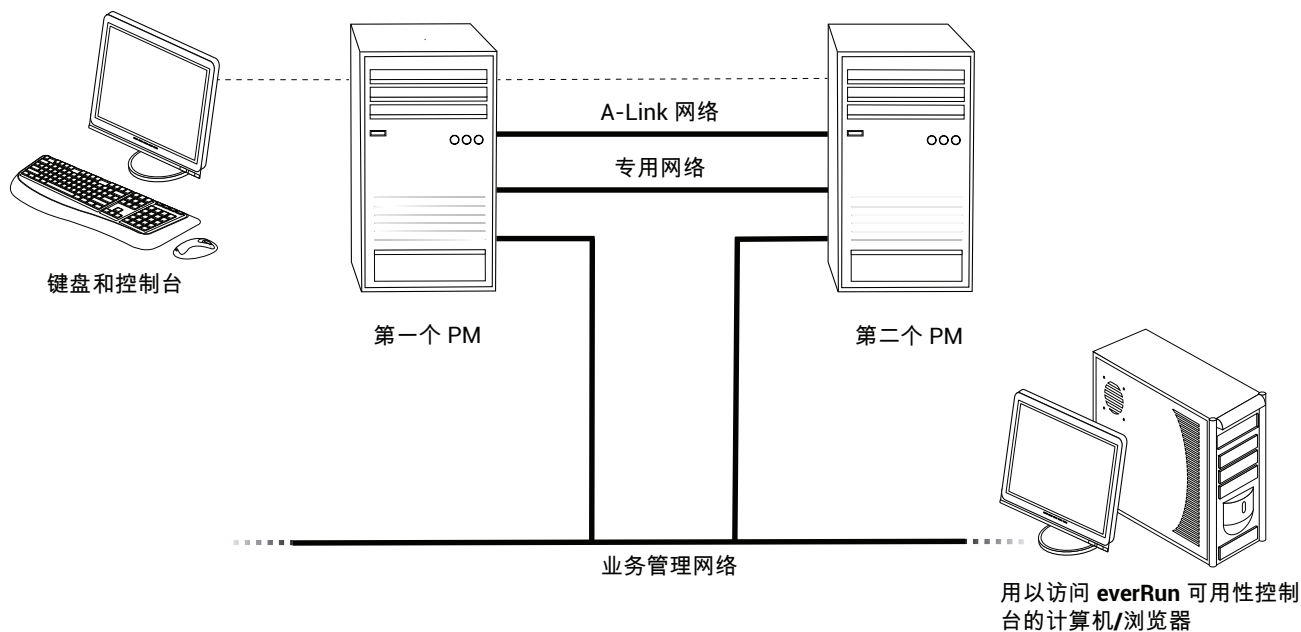 A-Link 网络
专用网络
键盘和控制台
第一个 PM
第二个 PM
业务管理网络
用以访问 everRun 可用性控制
台的计算机/浏览器